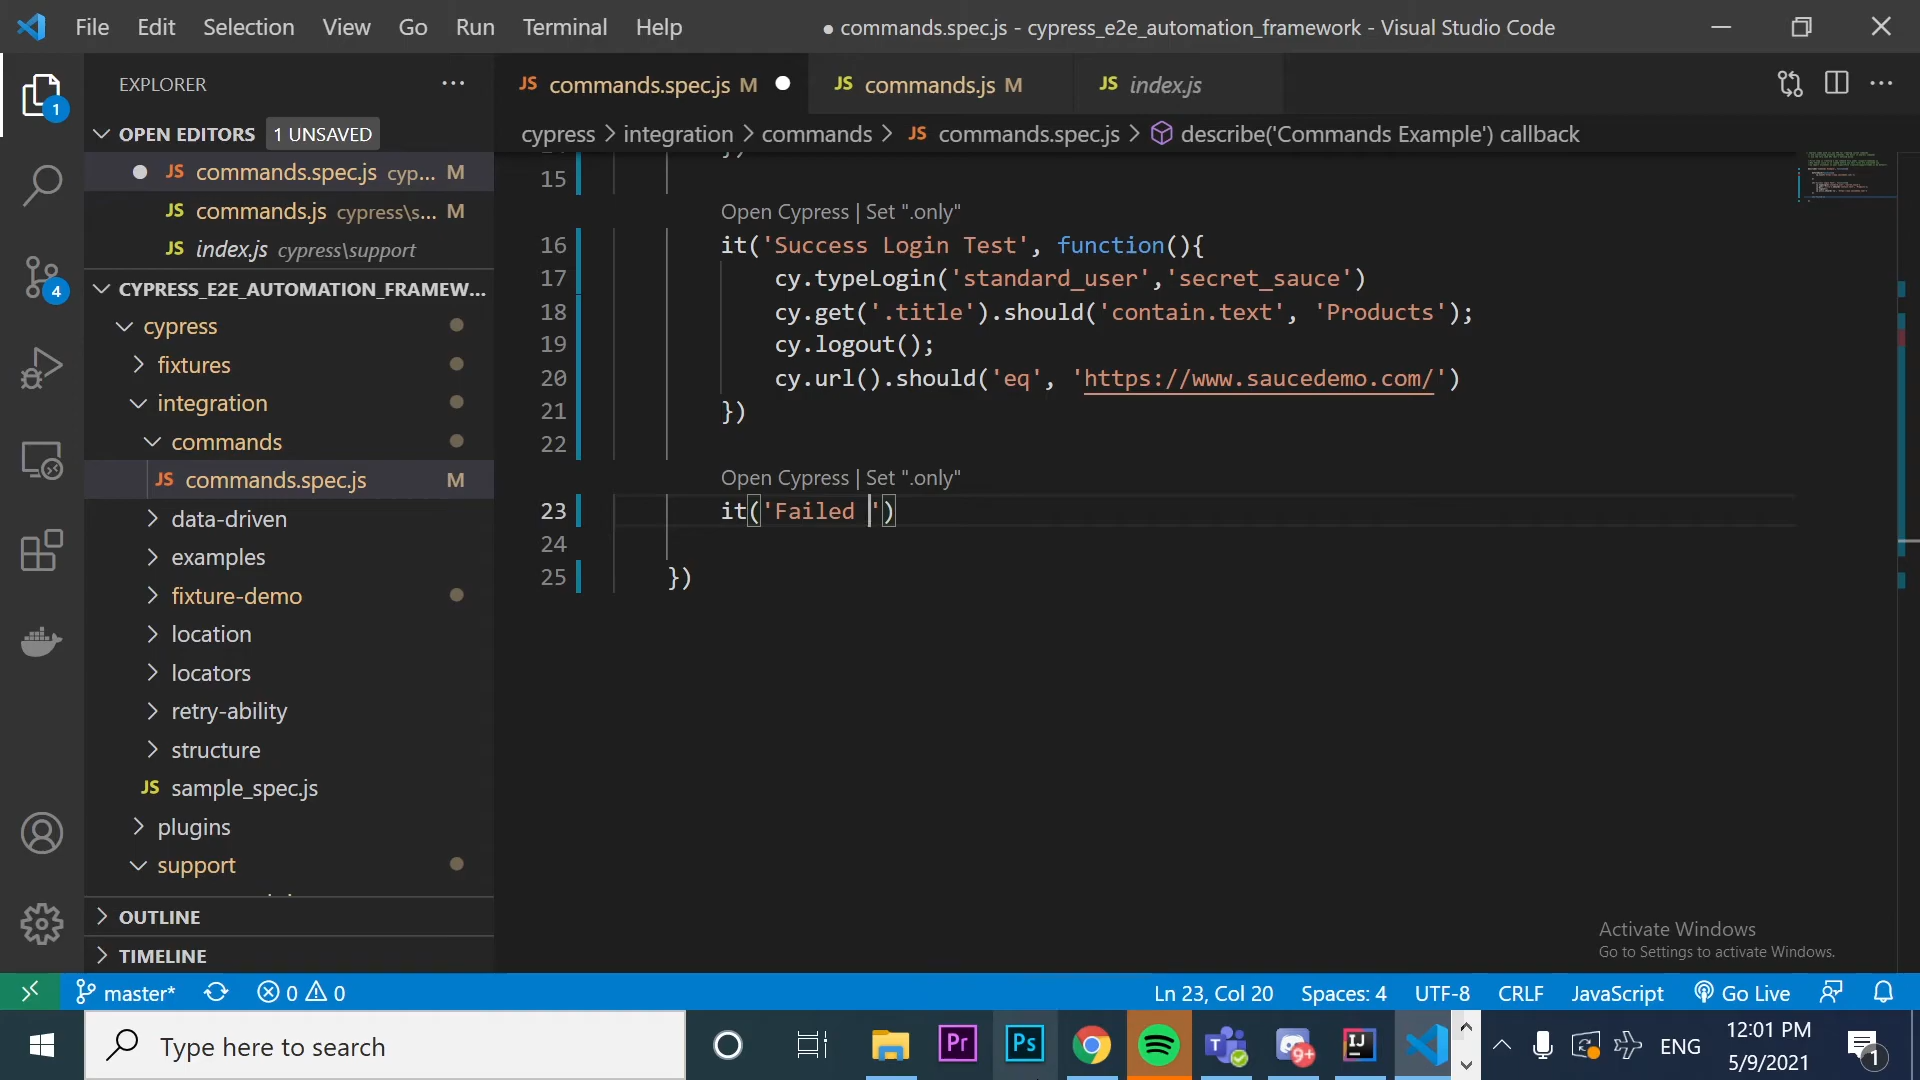 File Edit Selection View Go Run Terminal Help
● commands.spec.js - cypress_e2e_automation_framework - Visual Studio Code
EXPLORER
OPEN EDITORS 1 UNSAVED
JS commands.spec.js cyp... M
JS commands.js cypress\s... M
JS index.js cypress\support
CYPRESS_E2E_AUTOMATION_FRAMEW...
cypress
fixtures
integration
commands
JS commands.spec.js M
data-driven
examples
fixture-demo
location
locators
retry-ability
structure
JS sample_spec.js
plugins
support
OUTLINE
TIMELINE
1
4
JS commands.spec.js M
JS commands.js M
JS index.js
cypress > integration > commands > JS commands.spec.js > describe('Commands Example') callback
15
Open Cypress | Set ".only"
16 it('Success Login Test', function(){
17 cy.typeLogin('standard_user','secret_sauce')
18 cy.get('.title').should('contain.text', 'Products');
19 cy.logout();
20 cy.url().should('eq', 'https://www.saucedemo.com/')
21 })
22
Open Cypress | Set ".only"
23 it('Failed ')
24
25 })
Activate Windows
Go to Settings to activate Windows.
master* 0 0
Ln 23, Col 20 Spaces: 4 UTF-8 CRLF JavaScript Go Live
Type here to search
Pr
Ps
T
9+
IJ
ENG
12:01 PM
5/9/2021
1